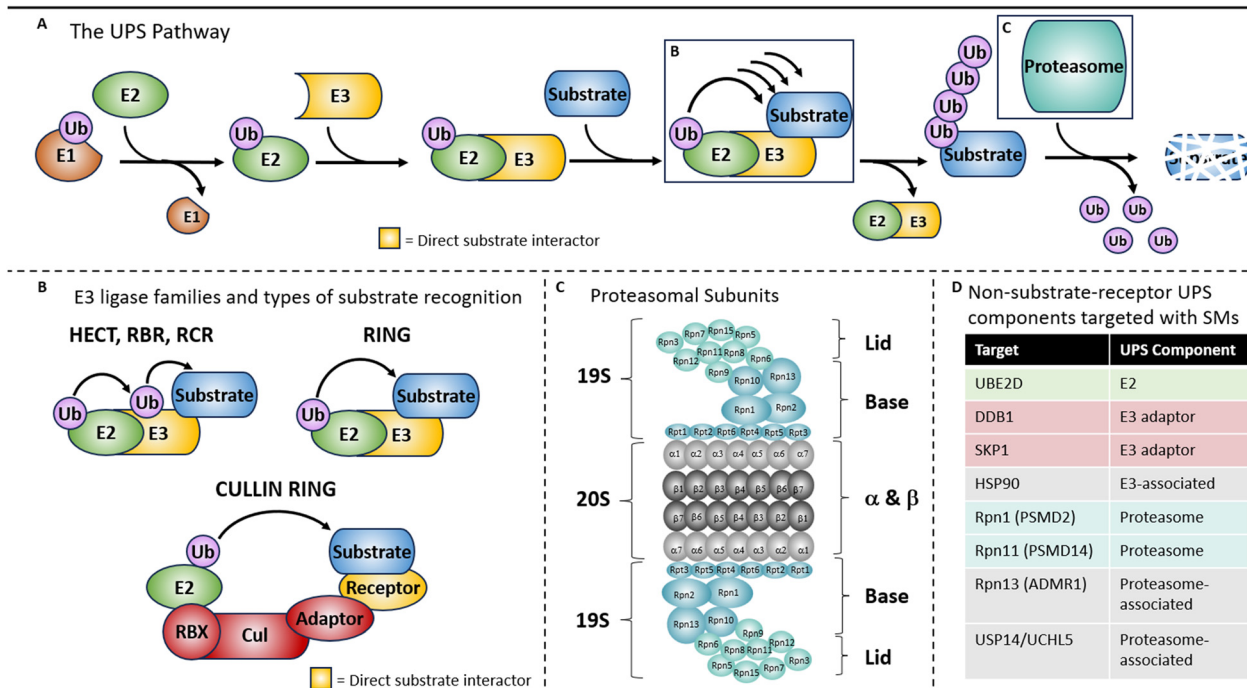 A The UPS Pathway
Ub
E1
E2
E1
Ub
E2
E3
Ub
E2 E3
Substrate
B
Ub
E2 E3
Substrate
E2 E3
Ub
Ub
Ub
Ub
Substrate
C
Proteasome
Substrate
Ub Ub
Ub Ub
Ub
= Direct substrate interactor
B E3 ligase families and types of substrate recognition
HECT, RBR, RCR
Ub Ub Substrate
E2 E3
RING
Ub Substrate
E2 E3
CULLIN RING
Ub Substrate
E2 Receptor
RBX Cul Adaptor
= Direct substrate interactor
C Proteasomal Subunits
19S
Rpn3 Rpn7 Rpn15 Rpn5
Rpn12 Rpn11 Rpn8 Rpn6
Rpn9 Rpn10 Rpn13
Rpn1 Rpn2
Rpt1 Rpt2 Rpt6 Rpt4 Rpt5 Rpt3
Lid
Base
20S
α1 α2 α3 α4 α5 α6 α7
β1 β2 β3 β4 β5 β6 β7
β7 β6 β5 β4 β3 β2 β1
α7 α6 α5 α4 α3 α2 α1
α & β
19S
Rpt3 Rpt5 Rpt4 Rpt6 Rpt2 Rpt1
Rpn2 Rpn1
Rpn13 Rpn10 Rpn9
Rpn6 Rpn8 Rpn11 Rpn12
Rpn5 Rpn15 Rpn7 Rpn3
Base
Lid
D Non-substrate-receptor UPS
components targeted with SMs
Target UPS Component
UBE2D E2
DDB1 E3 adaptor
SKP1 E3 adaptor
HSP90 E3-associated
Rpn1 (PSMD2) Proteasome
Rpn11 (PSMD14) Proteasome
Rpn13 (ADMR1) Proteasome-
associated
USP14/UCHL5 Proteasome-
associated